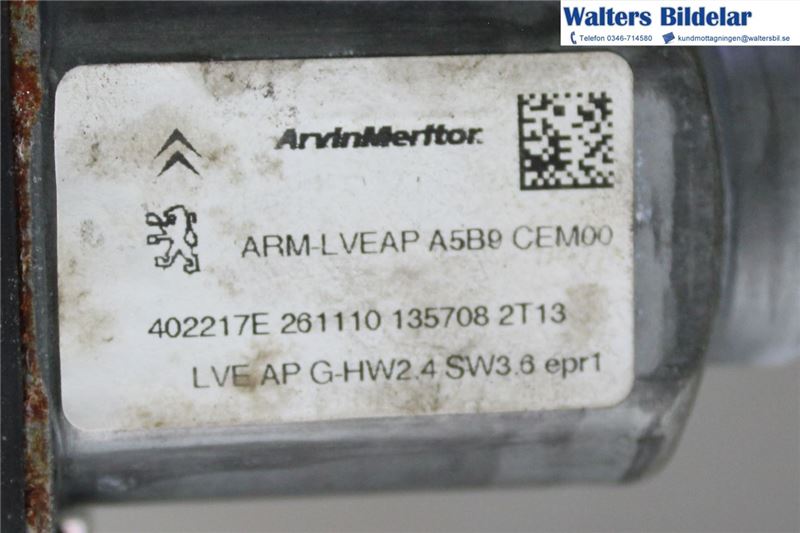 Walters Bildelar
Telefon 0346-714580 kundmottagningen@waltersbil.se
ArvinMeritor.
ARM-LVEAP A5B9 CEM00
402217E 261110 135708 2T13
LVE AP G-HW2.4 SW3.6 epr1